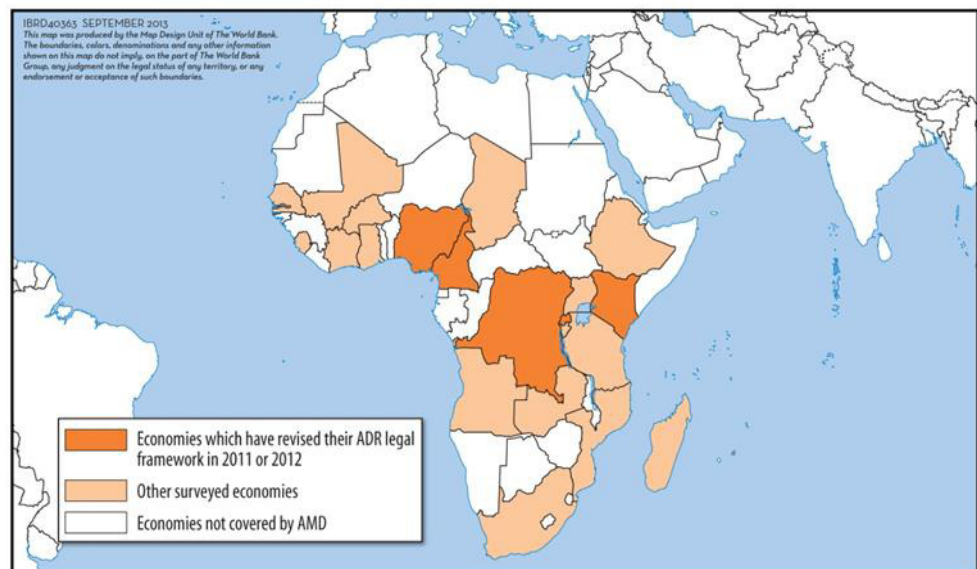 IBRD40363 SEPTEMBER 2013
This map was produced by the Map Design Unit of The World Bank.
The boundaries, colors, denominations and any other information
shown on this map do not imply, on the part of The World Bank
Group, any judgment on the legal status of any territory, or any
endorsement or acceptance of such boundaries.
Economies which have revised their ADR legal
framework in 2011 or 2012
Other surveyed economies
Economies not covered by AMD